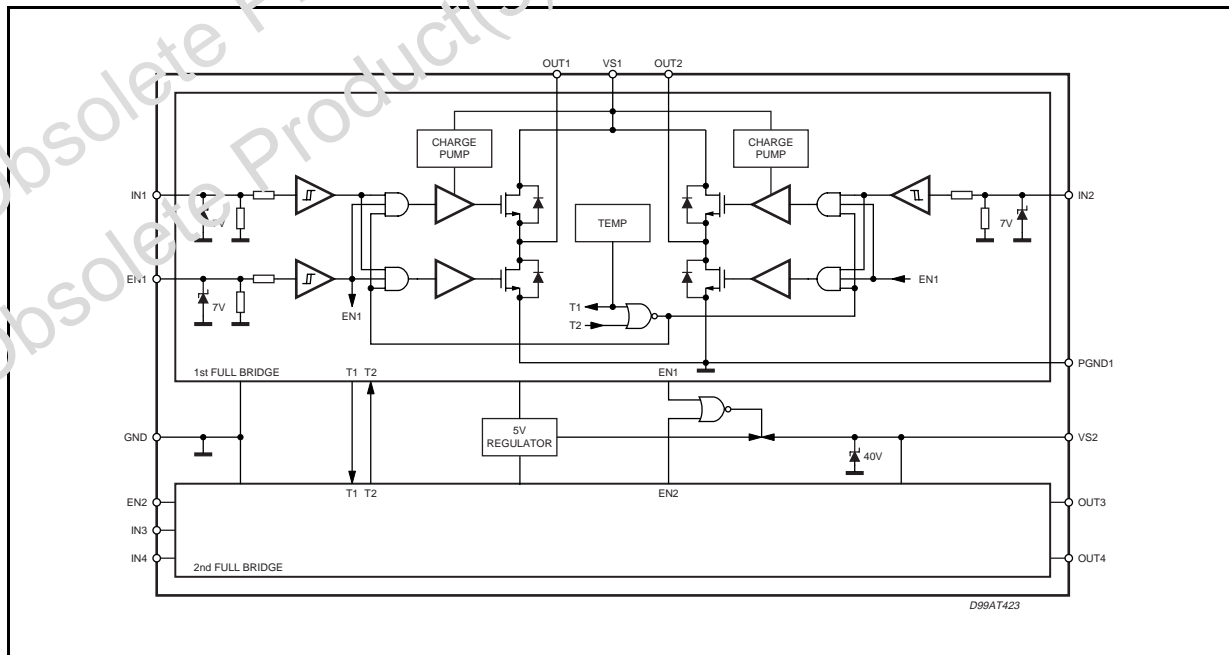 Obsolete P
Obsolete Product(s)
OUT1 VS1 OUT2
CHARGE
PUMP
CHARGE
PUMP
IN1
IN2
TEMP
7V
EN1
EN1
7V
EN1
T1
T2
PGND1
1st FULL BRIDGE
T1 T2
EN1
GND
5V
REGULATOR
VS2
40V
T1 T2
EN2
EN2
OUT3
IN3
IN4
OUT4
2nd FULL BRIDGE
D99AT423